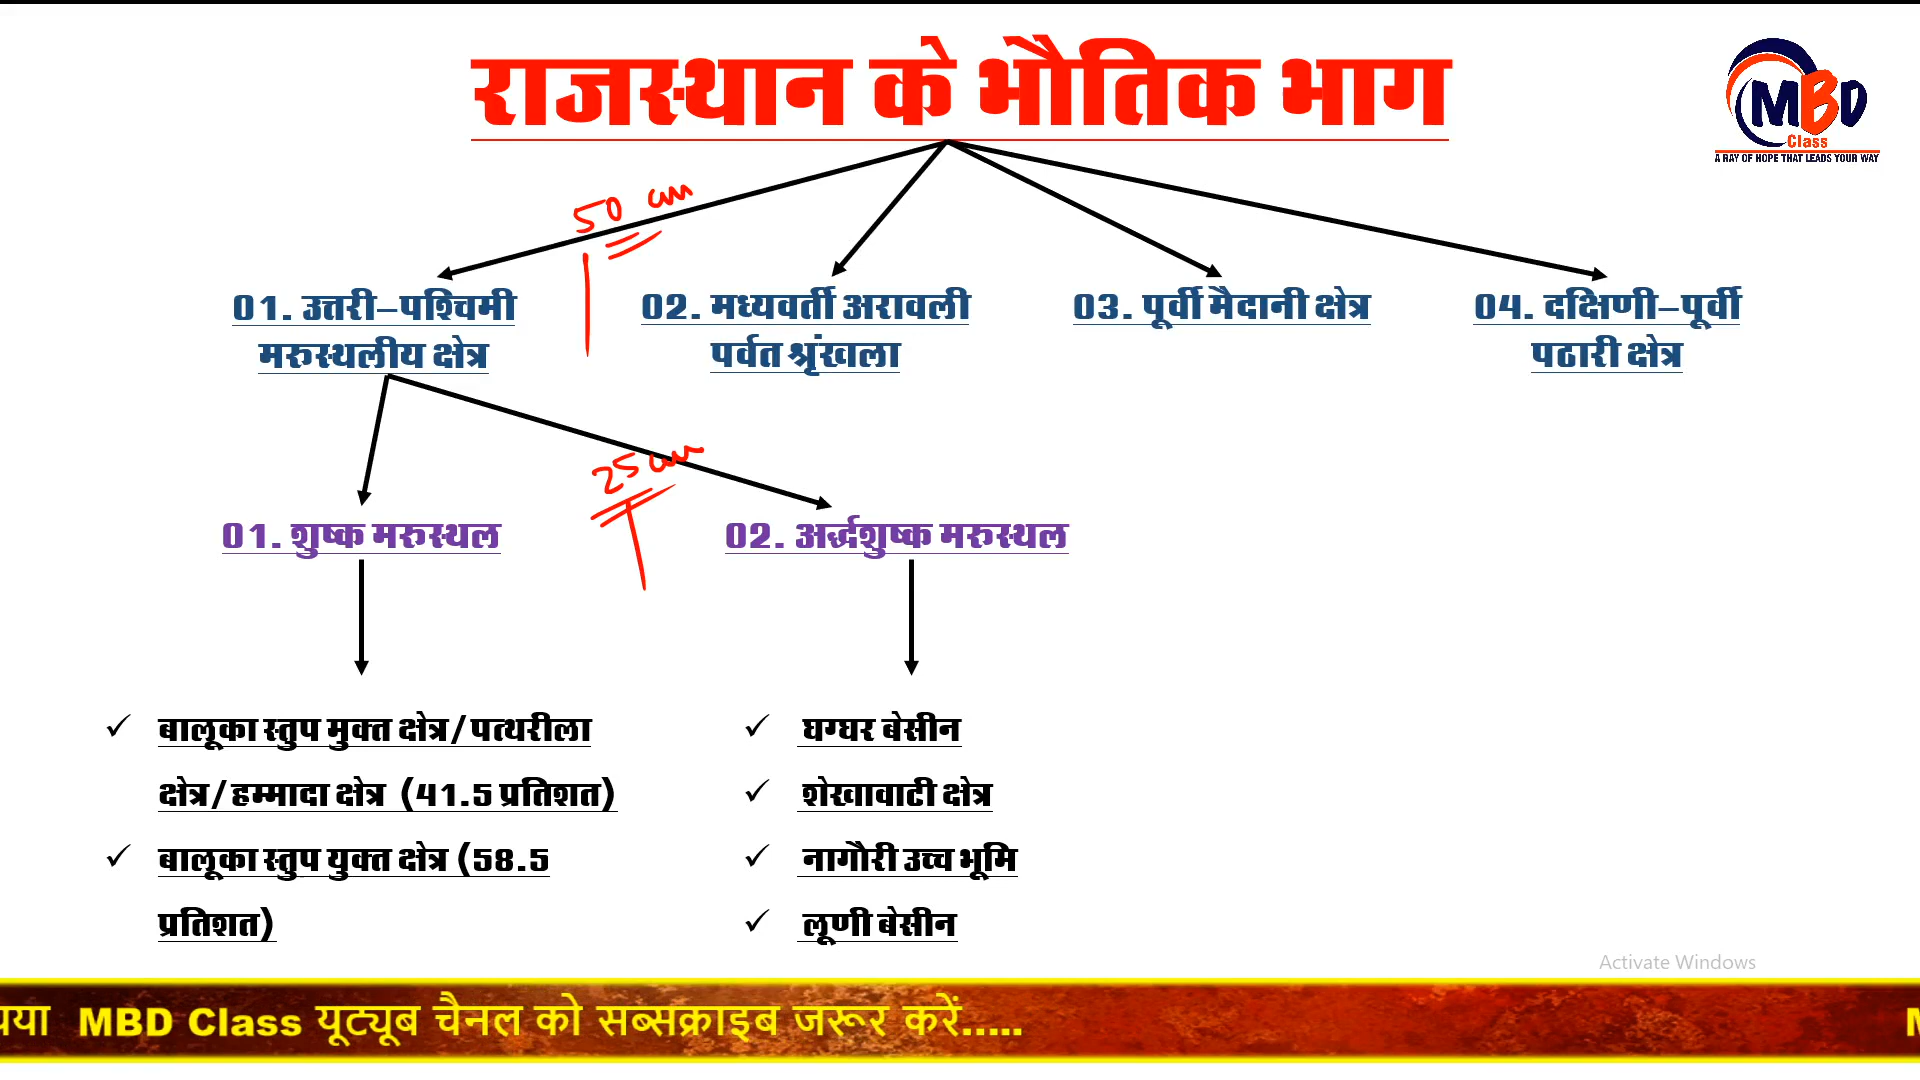 राजस्थान के भौतिक भाग
MBD
Class
A RAY OF HOPE THAT LEADS YOUR WAY
50 cm
01. उत्तरी–पश्चिमी
मरुस्थलीय क्षेत्र
02. मध्यवर्ती अरावली
पर्वत श्रृंखला
03. पूर्वी मैदानी क्षेत्र
04. दक्षिणी–पूर्वी
पठारी क्षेत्र
25 cm
01. शुष्क मरुस्थल
02. अर्द्धशुष्क मरुस्थल
✓ बालूका स्तुप मुक्त क्षेत्र/पत्थरीला
क्षेत्र/हम्मादा क्षेत्र (41.5 प्रतिशत)
✓ बालूका स्तुप युक्त क्षेत्र (58.5
प्रतिशत)
✓ घग्घर बेसीन
✓ शेखावाटी क्षेत्र
✓ नागौरी उच्च भूमि
✓ लूणी बेसीन
Activate Windows
MBD Class यूट्यूब चैनल को सब्सक्राइब जरूर करें.....